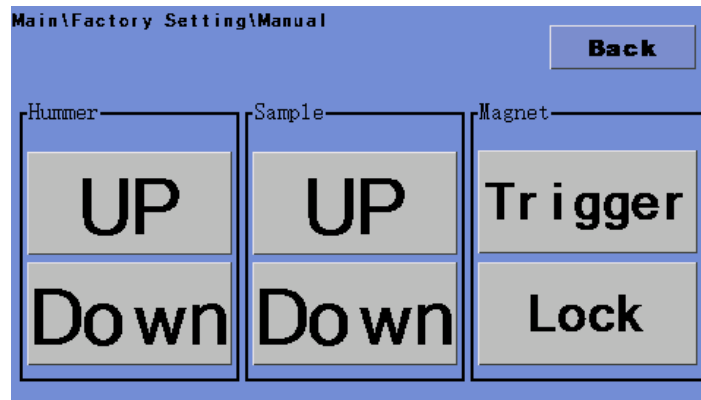 Main\Factory Setting\Manual
Back
Hummer
Sample
Magnet
UP
UP
Trigger
Down
Down
Lock